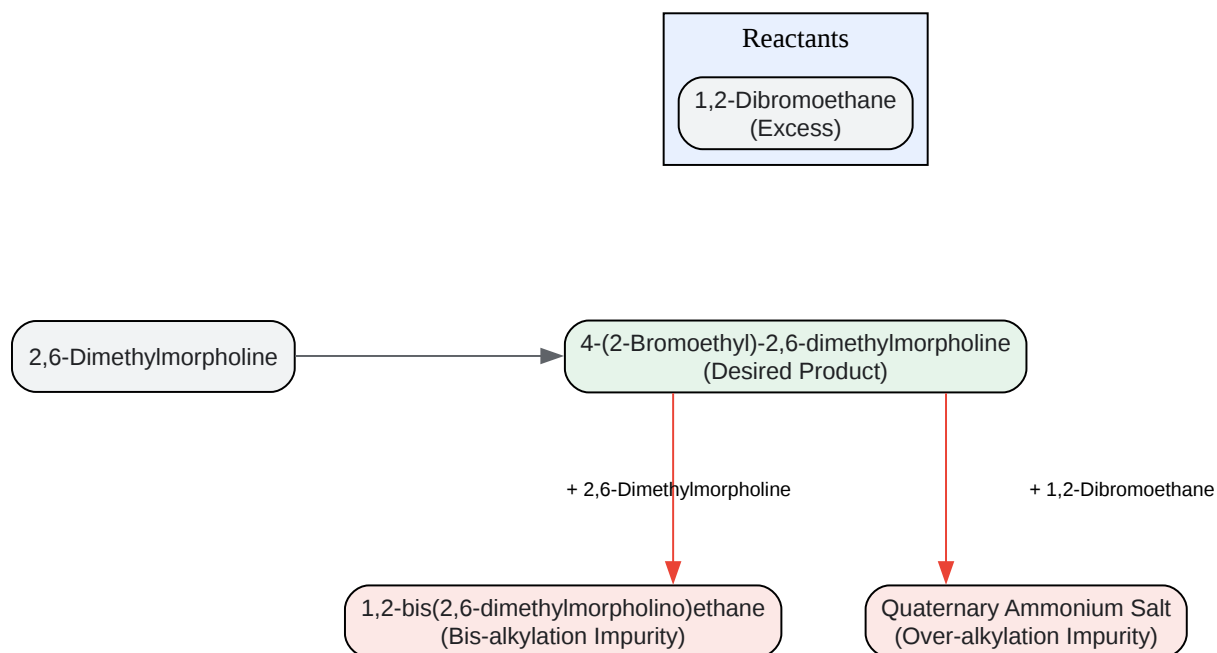 Reactants
1,2-Dibromoethane
(Excess)
2,6-Dimethylmorpholine
4-(2-Bromoethyl)-2,6-dimethylmorpholine
(Desired Product)
+ 2,6-Dimethylmorpholine
+ 1,2-Dibromoethane
1,2-bis(2,6-dimethylmorpholino)ethane
(Bis-alkylation Impurity)
Quaternary Ammonium Salt
(Over-alkylation Impurity)